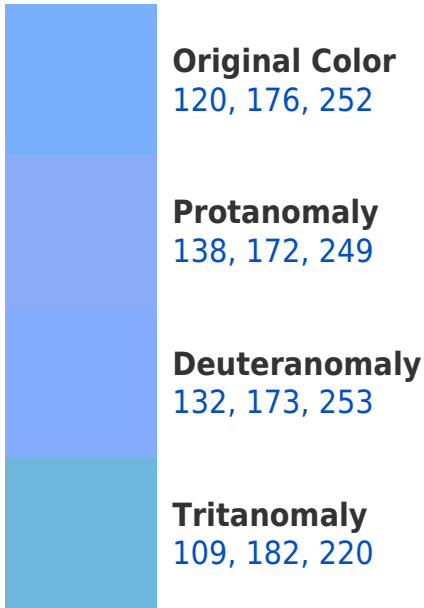 Original Color
120, 176, 252
Protanomaly
138, 172, 249
Deuteranomaly
132, 173, 253
Tritanomaly
109, 182, 220